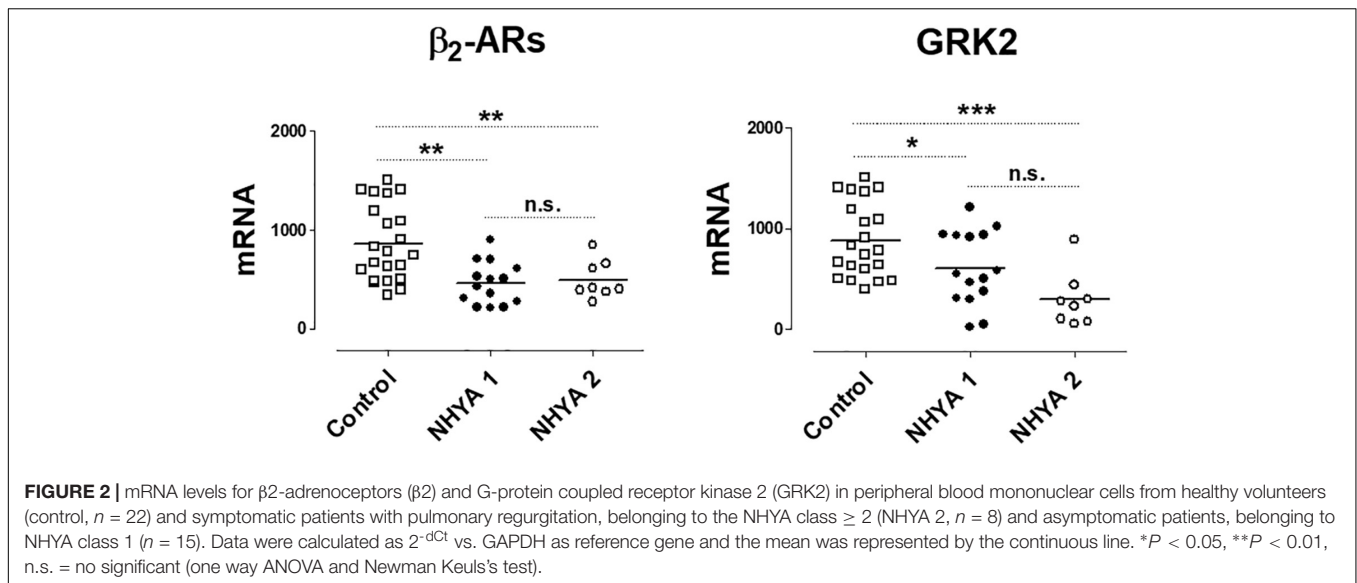 β₂-ARs
**
**
n.s.
2000
1000
0
mRNA
Control
NHYA 1
NHYA 2
GRK2
***
*
n.s.
2000
1000
0
mRNA
Control
NHYA 1
NHYA 2
FIGURE 2 | mRNA levels for β2-adrenoceptors (β2) and G-protein coupled receptor kinase 2 (GRK2) in peripheral blood mononuclear cells from healthy volunteers
(control, n = 22) and symptomatic patients with pulmonary regurgitation, belonging to the NHYA class ≥ 2 (NHYA 2, n = 8) and asymptomatic patients, belonging to
NHYA class 1 (n = 15). Data were calculated as 2⁻ᵈᶜᵗ vs. GAPDH as reference gene and the mean was represented by the continuous line. *P < 0.05, **P < 0.01,
n.s. = no significant (one way ANOVA and Newman Keuls's test).